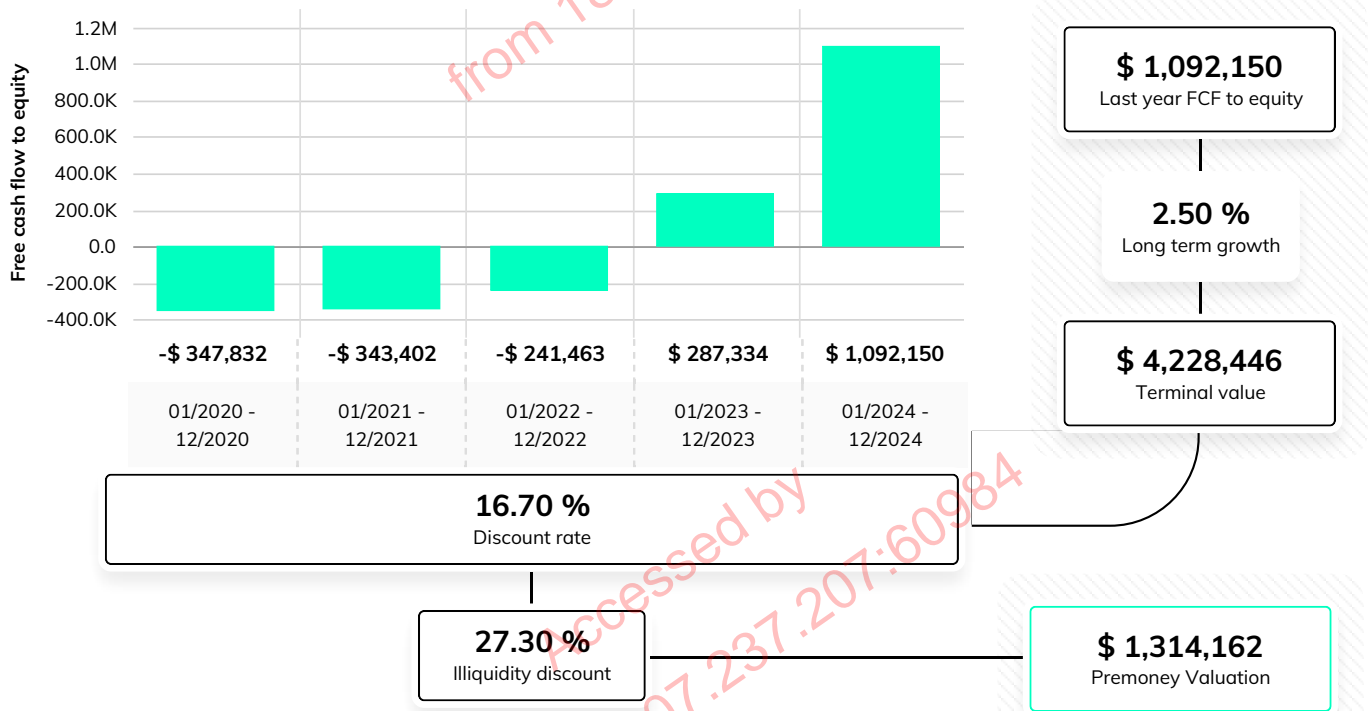 Free cash flow to equity
1.2M
1.0M
800.0K
600.0K
400.0K
200.0K
0.0
-200.0K
-400.0K
-$ 347,832
-$ 343,402
-$ 241,463
$ 287,334
$ 1,092,150
01/2020 -
12/2020
01/2021 -
12/2021
01/2022 -
12/2022
01/2023 -
12/2023
01/2024 -
12/2024
$ 1,092,150
Last year FCF to equity
2.50 %
Long term growth
$ 4,228,446
Terminal value
16.70 %
Discount rate
27.30 %
Illiquidity discount
$ 1,314,162
Premoney Valuation
from
Accessed by
07.237.207:60984